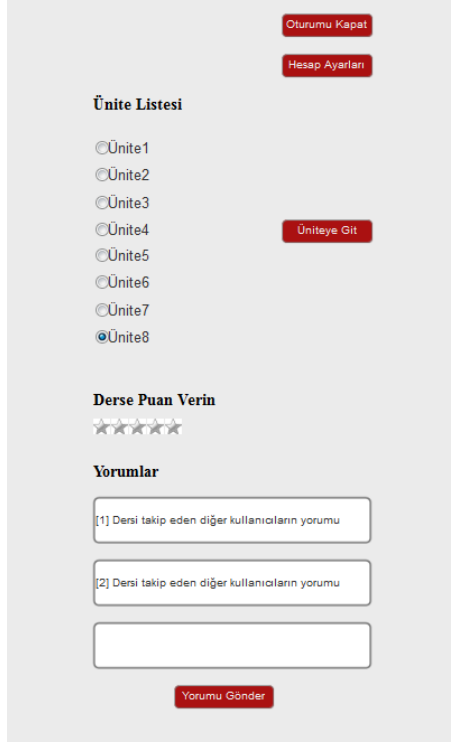 Oturumu Kapat
Hesap Ayarları
Ünite Listesi
Ünite1
Ünite2
Ünite3
Ünite4
Üniteye Git
Ünite5
Ünite6
Ünite7
Ünite8
Derse Puan Verin
Yorumlar
[1] Dersi takip eden diğer kullanıcıların yorumu
[2] Dersi takip eden diğer kullanıcıların yorumu
Yorumu Gönder